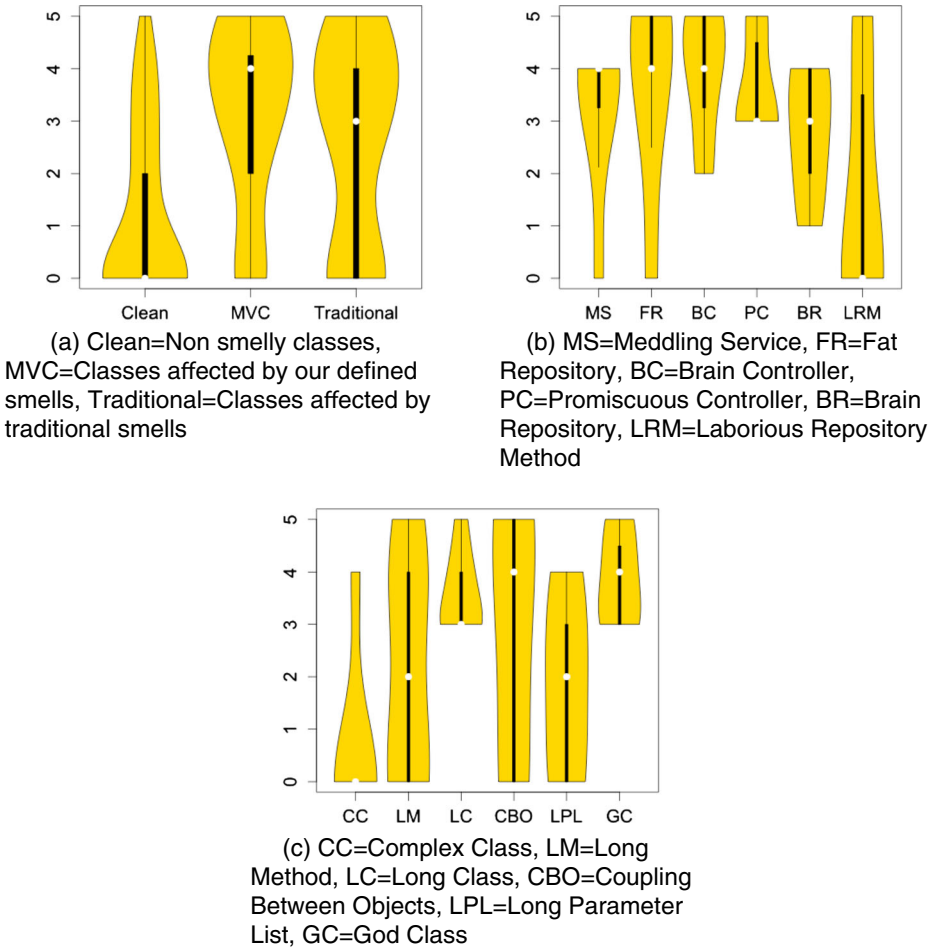 5
4
3
2
1
0
Clean MVC Traditional
(a) Clean=Non smelly classes,
MVC=Classes affected by our defined
smells, Traditional=Classes affected by
traditional smells
5
4
3
2
1
0
MS FR BC PC BR LRM
(b) MS=Meddling Service, FR=Fat
Repository, BC=Brain Controller,
PC=Promiscuous Controller, BR=Brain
Repository, LRM=Laborious Repository
Method
5
4
3
2
1
0
CC LM LC CBO LPL GC
(c) CC=Complex Class, LM=Long
Method, LC=Long Class, CBO=Coupling
Between Objects, LPL=Long Parameter
List, GC=God Class